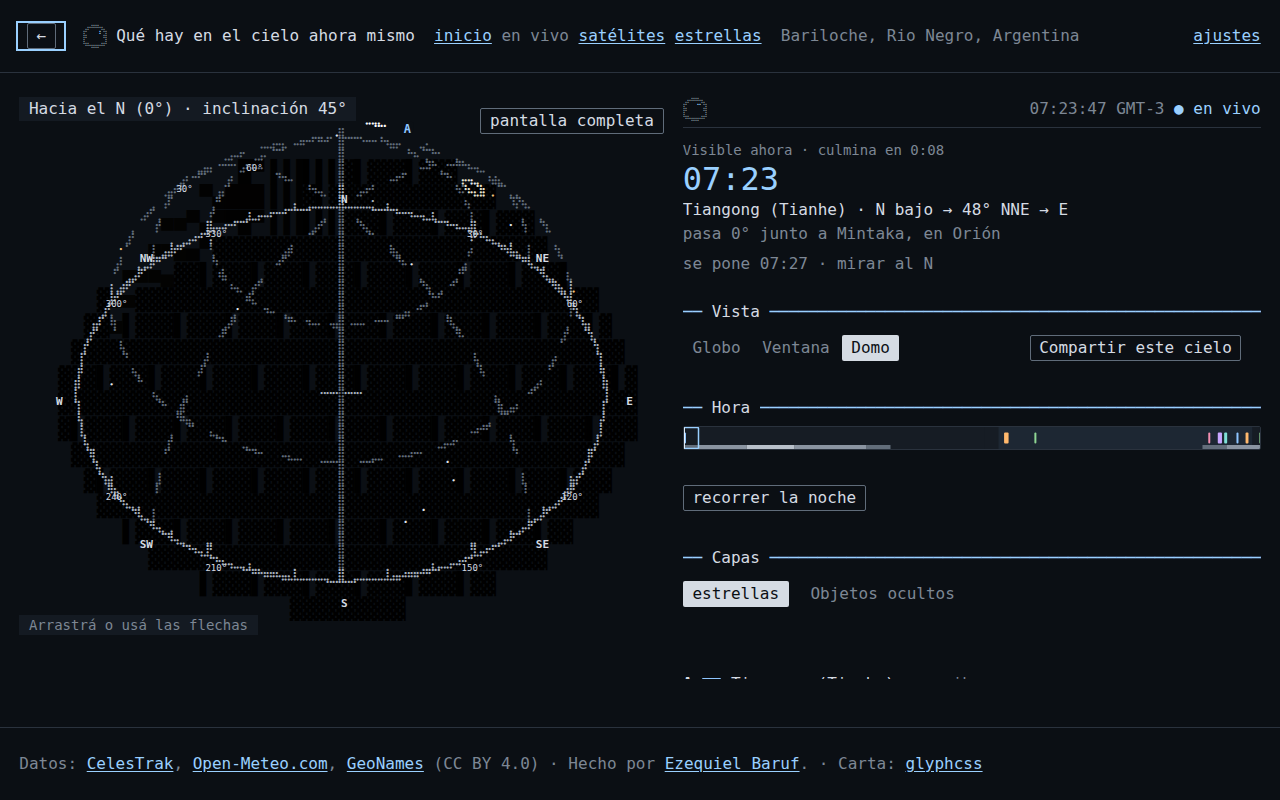 ← Qué hay en el cielo ahora mismo inicio en vivo satélites estrellas Bariloche, Rio Negro, Argentina ajustes
Hacia el N (0°) · inclinación 45°
pantalla completa
A
60°
30°
N
330°
30°
NW
NE
300°
60°
W
E
240°
120°
SW
SE
210°
150°
S
Arrastrá o usá las flechas
07:23:47 GMT-3 ● en vivo
Visible ahora · culmina en 0:08
07:23
Tiangong (Tianhe) · N bajo → 48° NNE → E
pasa 0° junto a Mintaka, en Orión
se pone 07:27 · mirar al N
Vista
Globo Ventana Domo Compartir este cielo
Hora
recorrer la noche
Capas
estrellas Objetos ocultos
Datos: CelesTrak, Open-Meteo.com, GeoNames (CC BY 4.0) · Hecho por Ezequiel Baruf. · Carta: glyphcss